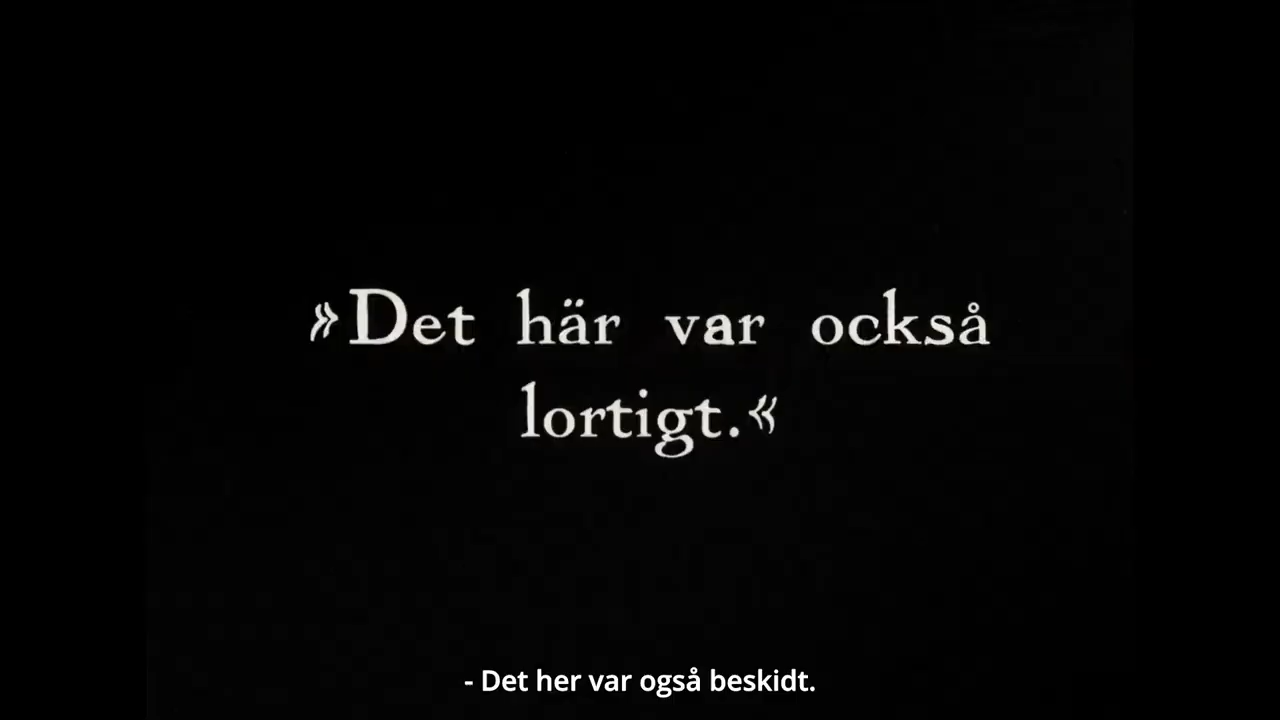 »Det här var också
lortigt.«
- Det her var også beskidt.